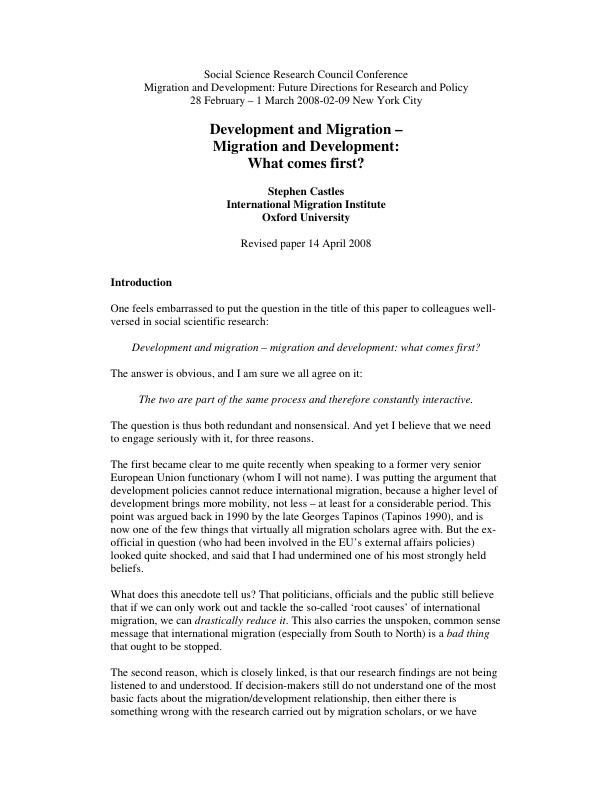 Social Science Research Council Conference
Migration and Development: Future Directions for Research and Policy
28 February – 1 March 2008-02-09 New York City
Development and Migration –
Migration and Development:
What comes first?
Stephen Castles
International Migration Institute
Oxford University
Revised paper 14 April 2008
Introduction
One feels embarrassed to put the question in the title of this paper to colleagues well-
versed in social scientific research:
Development and migration – migration and development: what comes first?
The answer is obvious, and I am sure we all agree on it:
The two are part of the same process and therefore constantly interactive.
The question is thus both redundant and nonsensical. And yet I believe that we need
to engage seriously with it, for three reasons.
The first became clear to me quite recently when speaking to a former very senior
European Union functionary (whom I will not name). I was putting the argument that
development policies cannot reduce international migration, because a higher level of
development brings more mobility, not less – at least for a considerable period. This
point was argued back in 1990 by the late Georges Tapinos (Tapinos 1990), and is
now one of the few things that virtually all migration scholars agree with. But the ex-
official in question (who had been involved in the EU's external affairs policies)
looked quite shocked, and said that I had undermined one of his most strongly held
beliefs.
What does this anecdote tell us? That politicians, officials and the public still believe
that if we can only work out and tackle the so-called 'root causes' of international
migration, we can drastically reduce it. This also carries the unspoken, common sense
message that international migration (especially from South to North) is a bad thing
that ought to be stopped.
The second reason, which is closely linked, is that our research findings are not being
listened to and understood. If decision-makers still do not understand one of the most
basic facts about the migration/development relationship, then either there is
something wrong with the research carried out by migration scholars, or we have